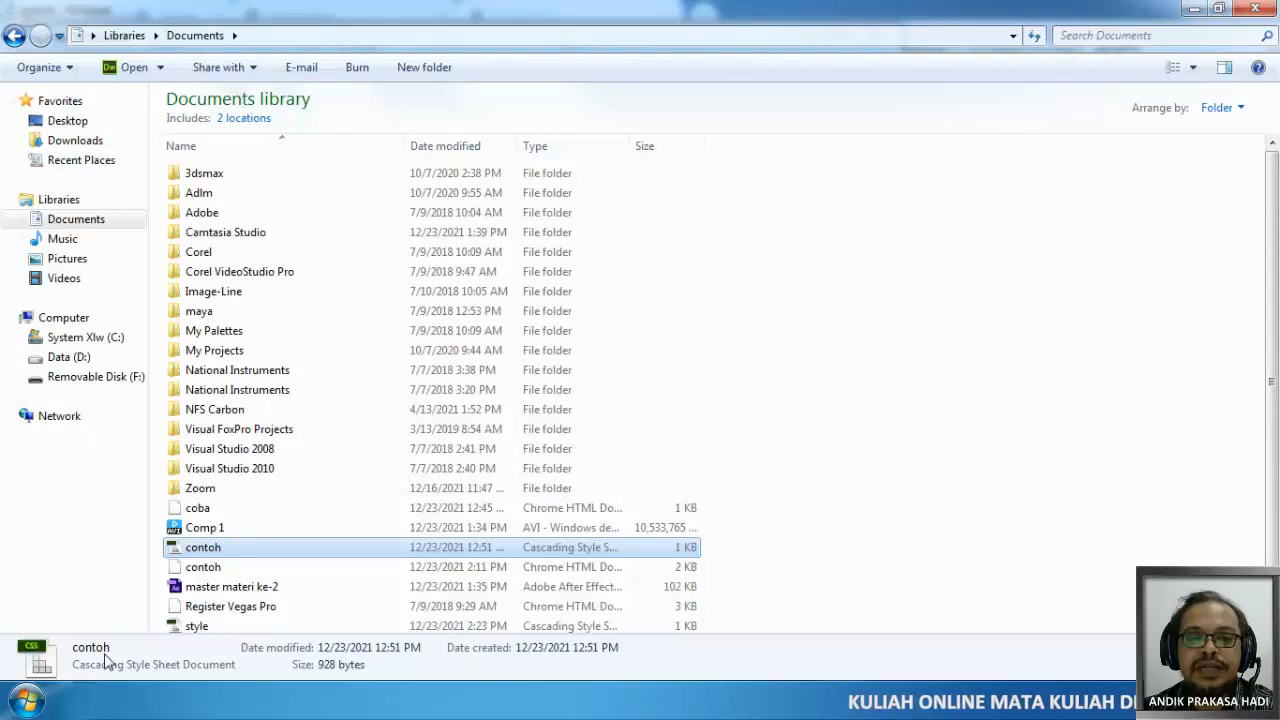 Libraries Documents
Search Documents
Organize Dw Open Share with E-mail Burn New folder
Documents library
Includes: 2 locations
Arrange by: Folder
Name Date modified Type Size
Favorites
Desktop
Downloads
Recent Places
Libraries
Documents
Music
Pictures
Videos
Computer
System Xlw (C:)
Data (D:)
Removable Disk (F:)
Network
3dsmax 10/7/2020 2:38 PM File folder
Adlm 10/7/2020 9:55 AM File folder
Adobe 7/9/2018 10:04 AM File folder
Camtasia Studio 12/23/2021 1:39 PM File folder
Corel 7/9/2018 10:09 AM File folder
Corel VideoStudio Pro 7/9/2018 9:47 AM File folder
Image-Line 7/10/2018 10:05 AM File folder
maya 7/9/2018 12:53 PM File folder
My Palettes 7/9/2018 10:09 AM File folder
My Projects 10/7/2020 9:44 AM File folder
National Instruments 7/7/2018 3:38 PM File folder
National Instruments 7/7/2018 3:20 PM File folder
NFS Carbon 4/13/2021 1:52 PM File folder
Visual FoxPro Projects 3/13/2019 8:54 AM File folder
Visual Studio 2008 7/7/2018 2:41 PM File folder
Visual Studio 2010 7/7/2018 2:40 PM File folder
Zoom 12/16/2021 11:47 ... File folder
coba 12/23/2021 12:45 ... Chrome HTML Do... 1 KB
Comp 1 12/23/2021 1:34 PM AVI - Windows de... 10,533,765 ...
contoh 12/23/2021 12:51 ... Cascading Style S... 1 KB
contoh 12/23/2021 2:11 PM Chrome HTML Do... 2 KB
master materi ke-2 12/23/2021 1:35 PM Adobe After Effect... 102 KB
Register Vegas Pro 7/9/2018 9:29 AM Chrome HTML Do... 3 KB
style 12/23/2021 2:23 PM Cascading Style S... 1 KB
CSS
contoh Date modified: 12/23/2021 12:51 PM Date created: 12/23/2021 12:51 PM
Cascading Style Sheet Document Size: 928 bytes
KULIAH ONLINE MATA KULIAH D
ANDIK PRAKASA HADI